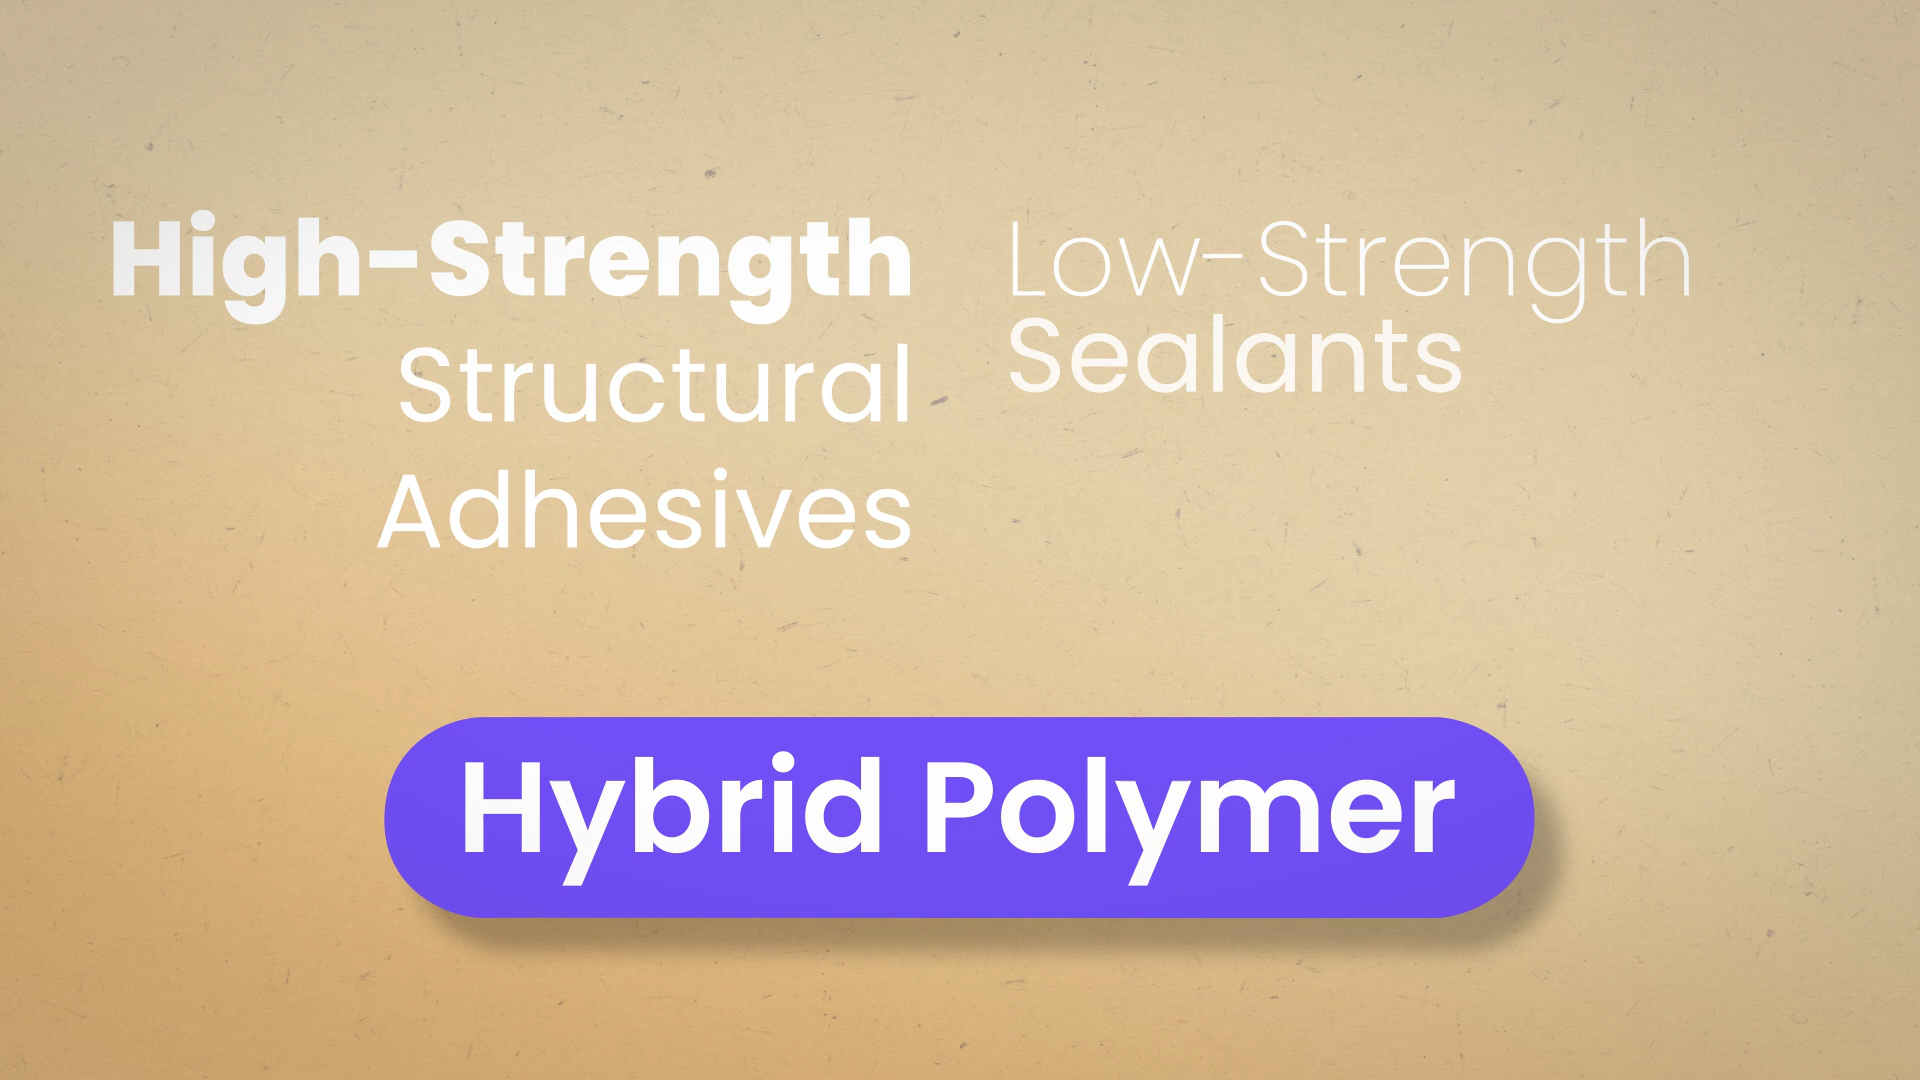 High-Strength
Structural
Adhesives
Low-Strength
Sealants
Hybrid Polymer